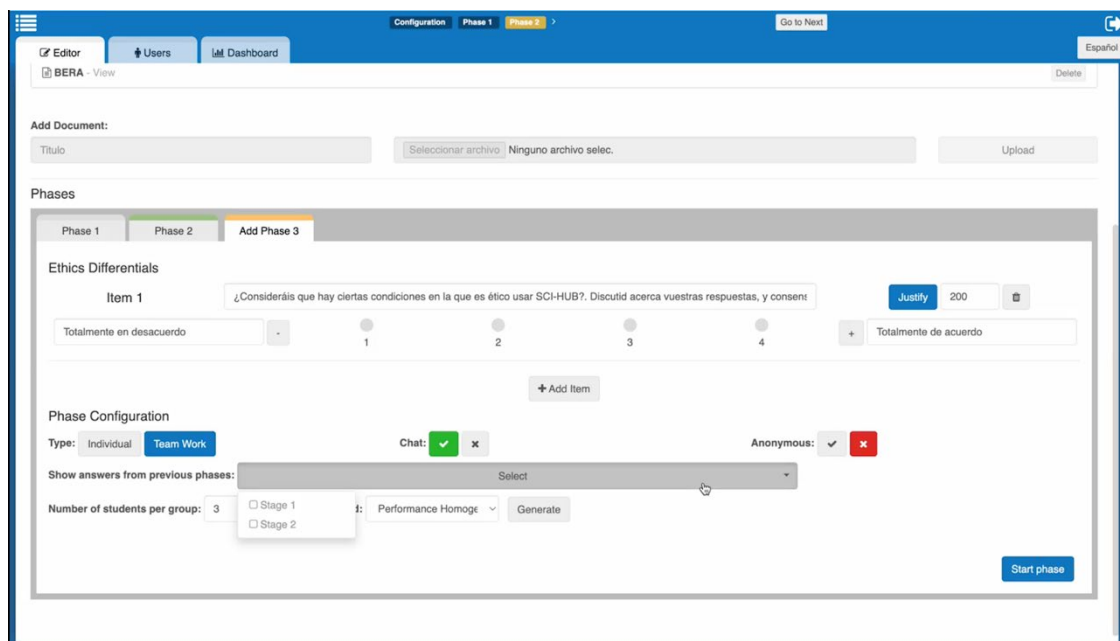 Configuration Phase 1 Phase 2 > Go to Next
Editor Users Dashboard Español
BERA - View Delete
Add Document:
Título Seleccionar archivo Ninguno archivo selec. Upload
Phases
Phase 1 Phase 2 Add Phase 3
Ethics Differentials
Item 1 ¿Consideráis que hay ciertas condiciones en la que es ético usar SCI-HUB?. Discutid acerca vuestras respuestas, y consens Justify 200
Totalmente en desacuerdo - 1 2 3 4 + Totalmente de acuerdo
+ Add Item
Phase Configuration
Type: Individual Team Work Chat: Anonymous:
Show answers from previous phases: Select
Number of students per group: 3 Performance Homoge Generate
Stage 1
Stage 2
Start phase